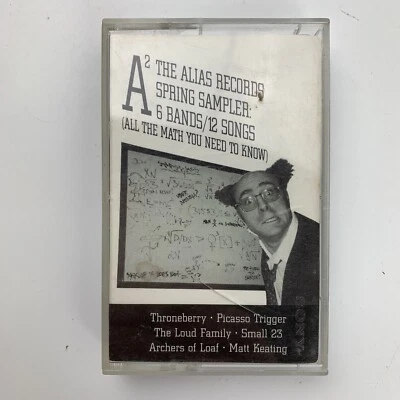 A² THE ALIAS RECORDS
SPRING SAMPLER:
6 BANDS/12 SONGS
(ALL THE MATH YOU NEED TO KNOW)
Throneberry · Picasso Trigger
The Loud Family · Small 23
Archers of Loaf · Matt Keating